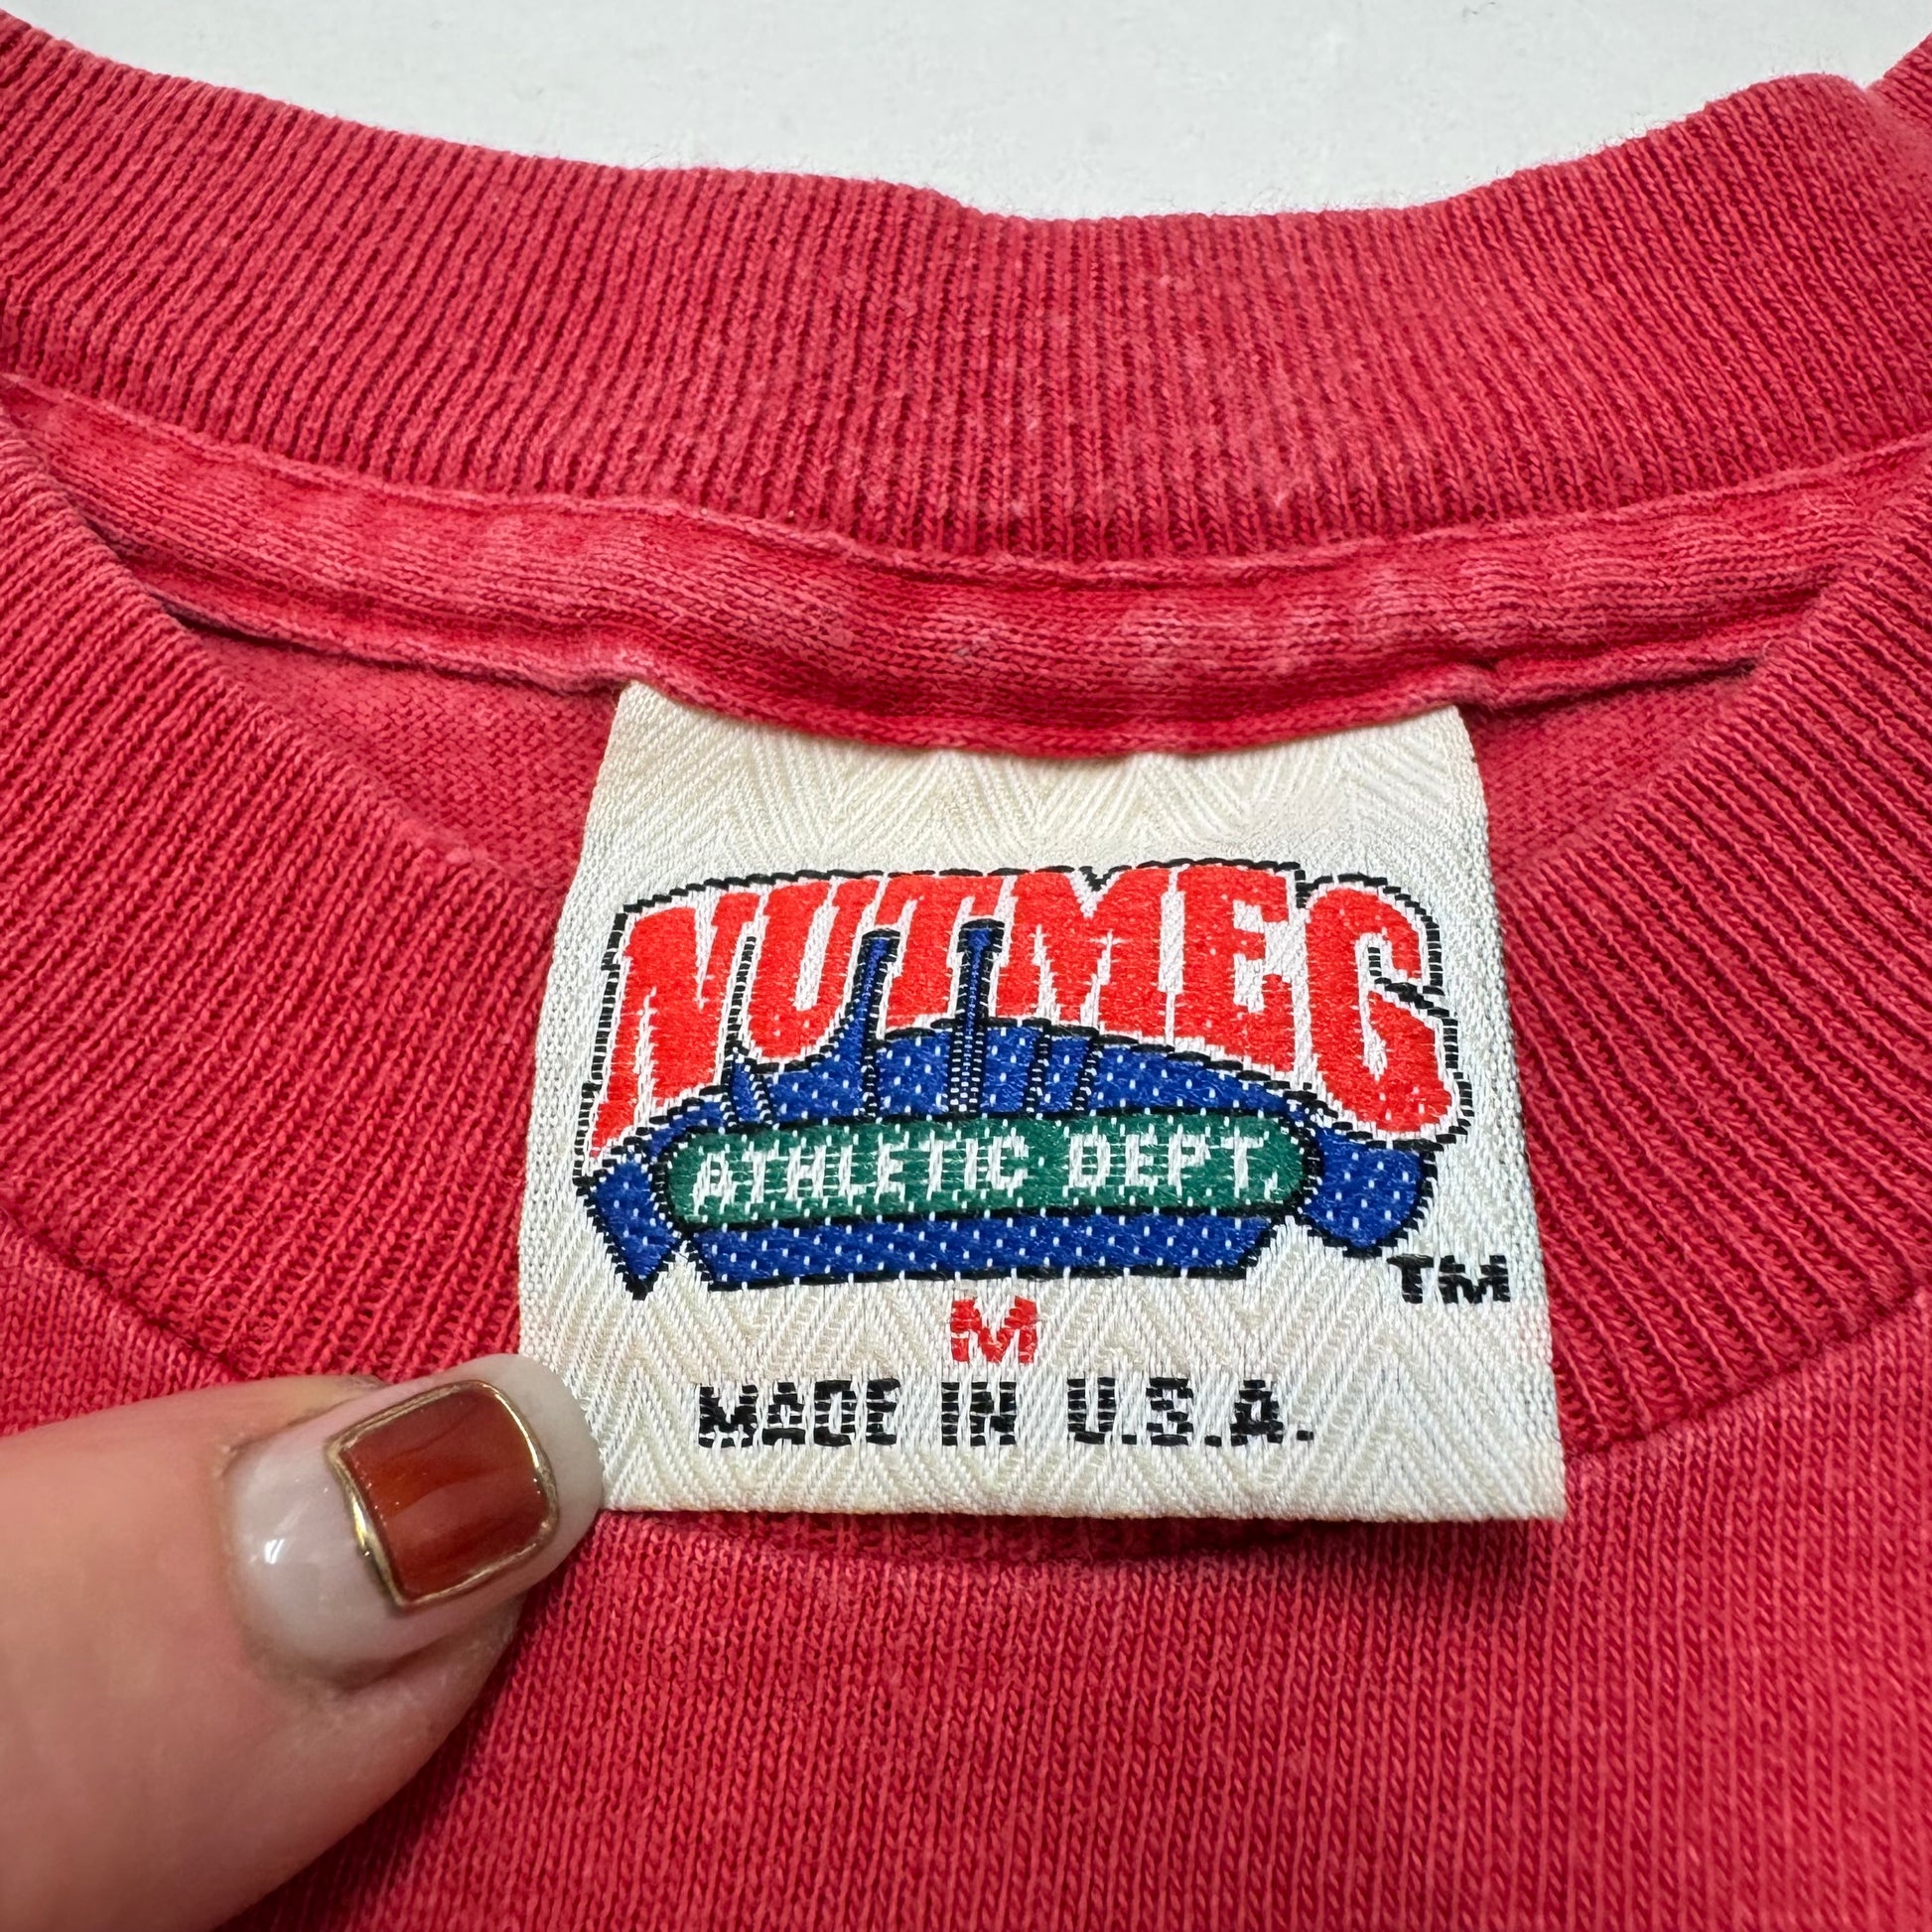 NUTMEG
ATHLETIC DEPT.
TM
M
MADE IN U.S.A.